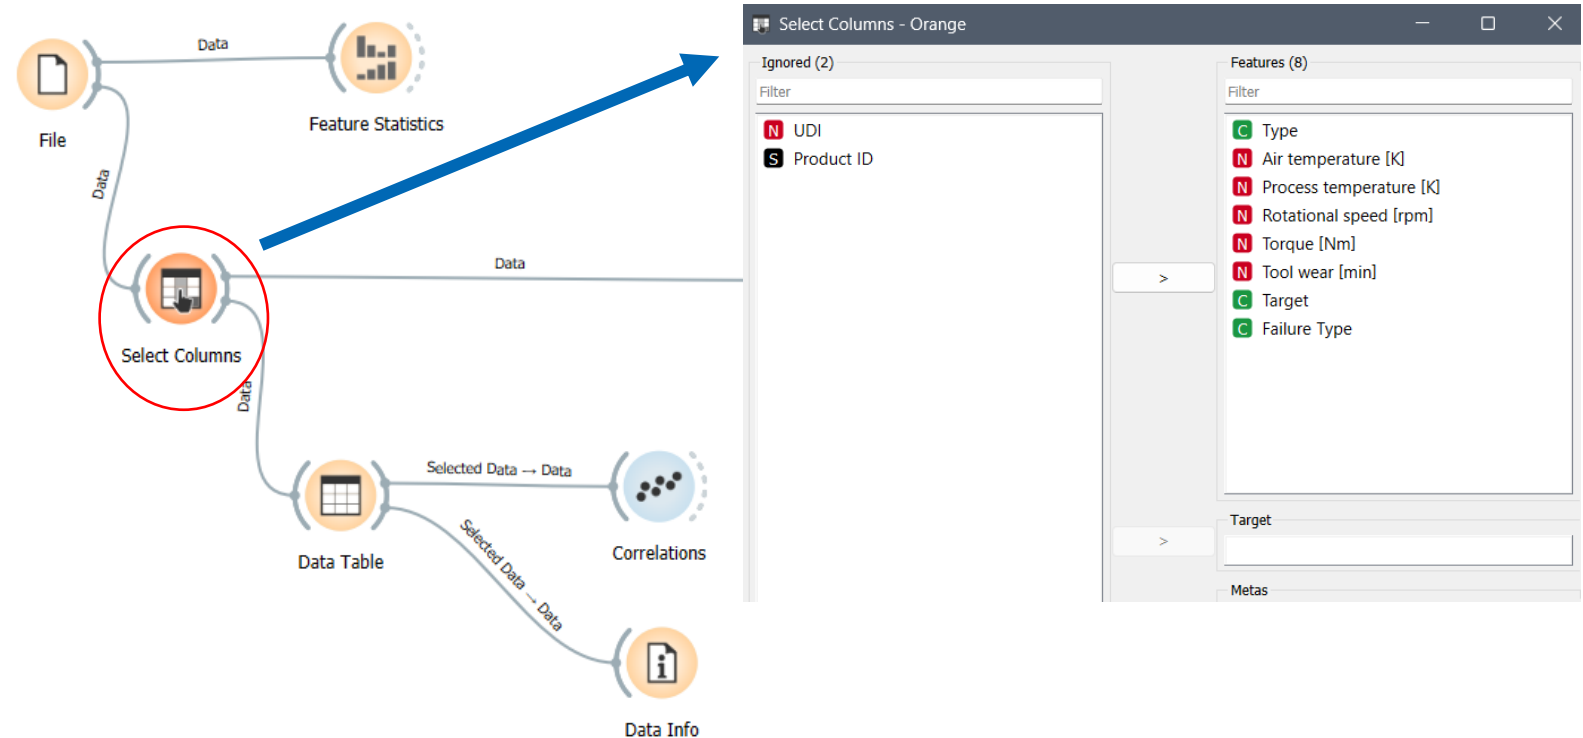 Data
File
Feature Statistics
Data
Select Columns
Data
Data
Data Table
Selected Data → Data
Correlations
Selected Data → Data
Data Info
Select Columns - Orange
Ignored (2)
Filter
N UDI
S Product ID
>
>
Features (8)
Filter
C Type
N Air temperature [K]
N Process temperature [K]
N Rotational speed [rpm]
N Torque [Nm]
N Tool wear [min]
C Target
C Failure Type
Target
Metas